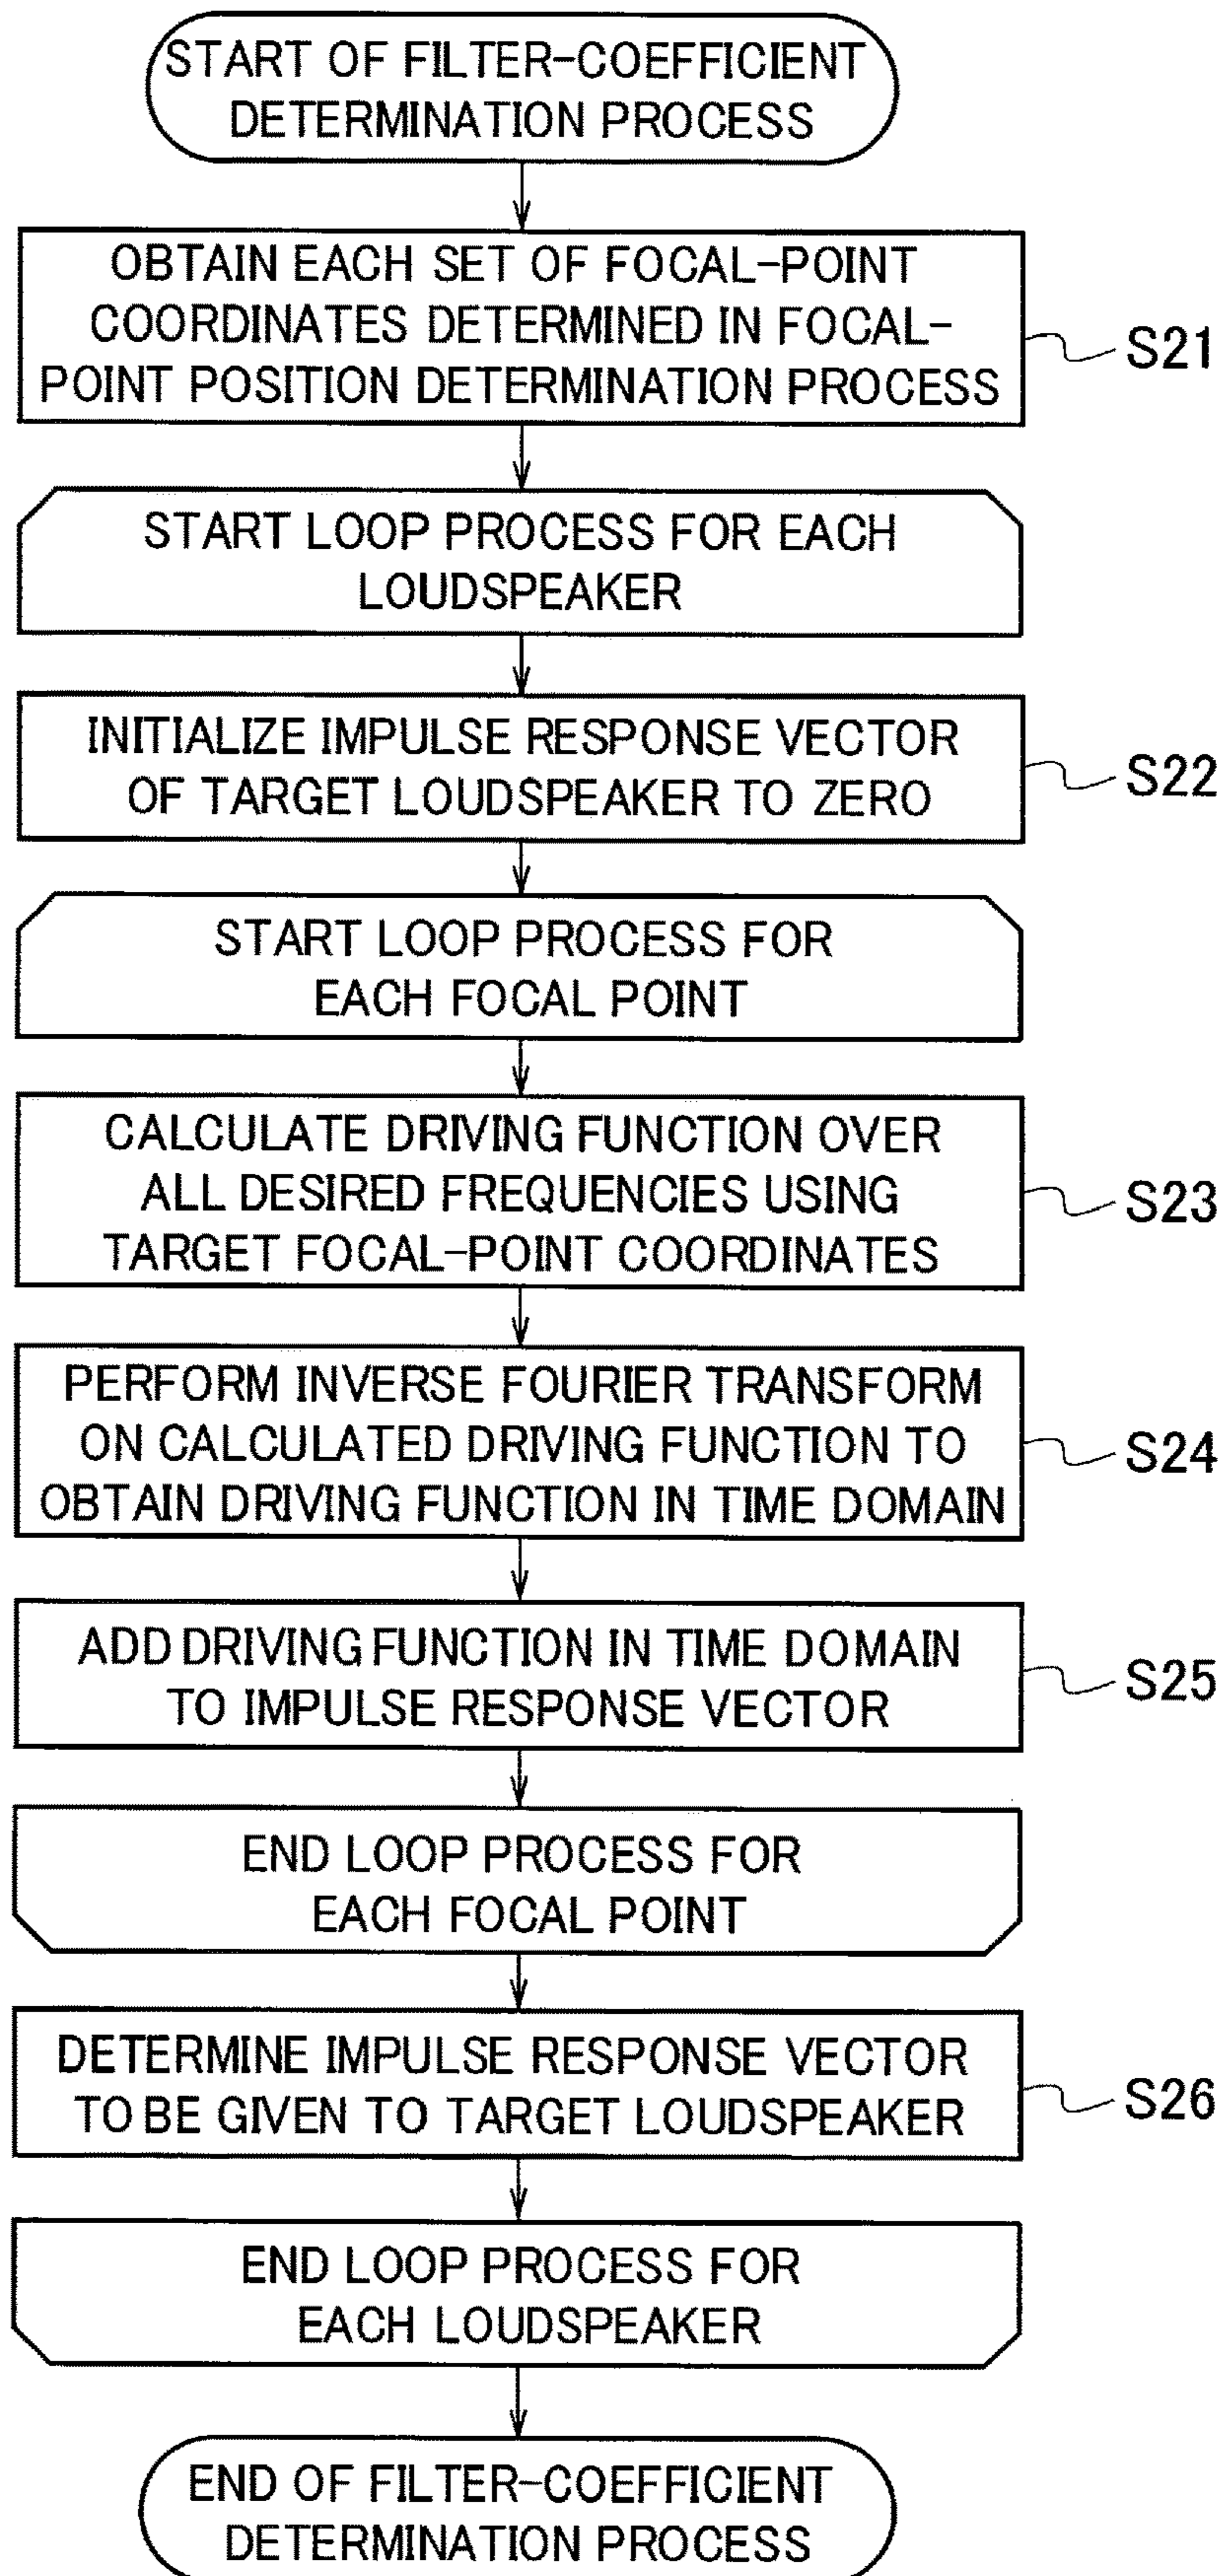 START OF FILTER-COEFFICIENT
DETERMINATION PROCESS
OBTAIN EACH SET OF FOCAL-POINT
COORDINATES DETERMINED IN FOCAL-
POINT POSITION DETERMINATION PROCESS
S21
START LOOP PROCESS FOR EACH
LOUDSPEAKER
INITIALIZE IMPULSE RESPONSE VECTOR
OF TARGET LOUDSPEAKER TO ZERO
S22
START LOOP PROCESS FOR
EACH FOCAL POINT
CALCULATE DRIVING FUNCTION OVER
ALL DESIRED FREQUENCIES USING
TARGET FOCAL-POINT COORDINATES
S23
PERFORM INVERSE FOURIER TRANSFORM
ON CALCULATED DRIVING FUNCTION TO
OBTAIN DRIVING FUNCTION IN TIME DOMAIN
S24
ADD DRIVING FUNCTION IN TIME DOMAIN
TO IMPULSE RESPONSE VECTOR
S25
END LOOP PROCESS FOR
EACH FOCAL POINT
DETERMINE IMPULSE RESPONSE VECTOR
TO BE GIVEN TO TARGET LOUDSPEAKER
S26
END LOOP PROCESS FOR
EACH LOUDSPEAKER
END OF FILTER-COEFFICIENT
DETERMINATION PROCESS